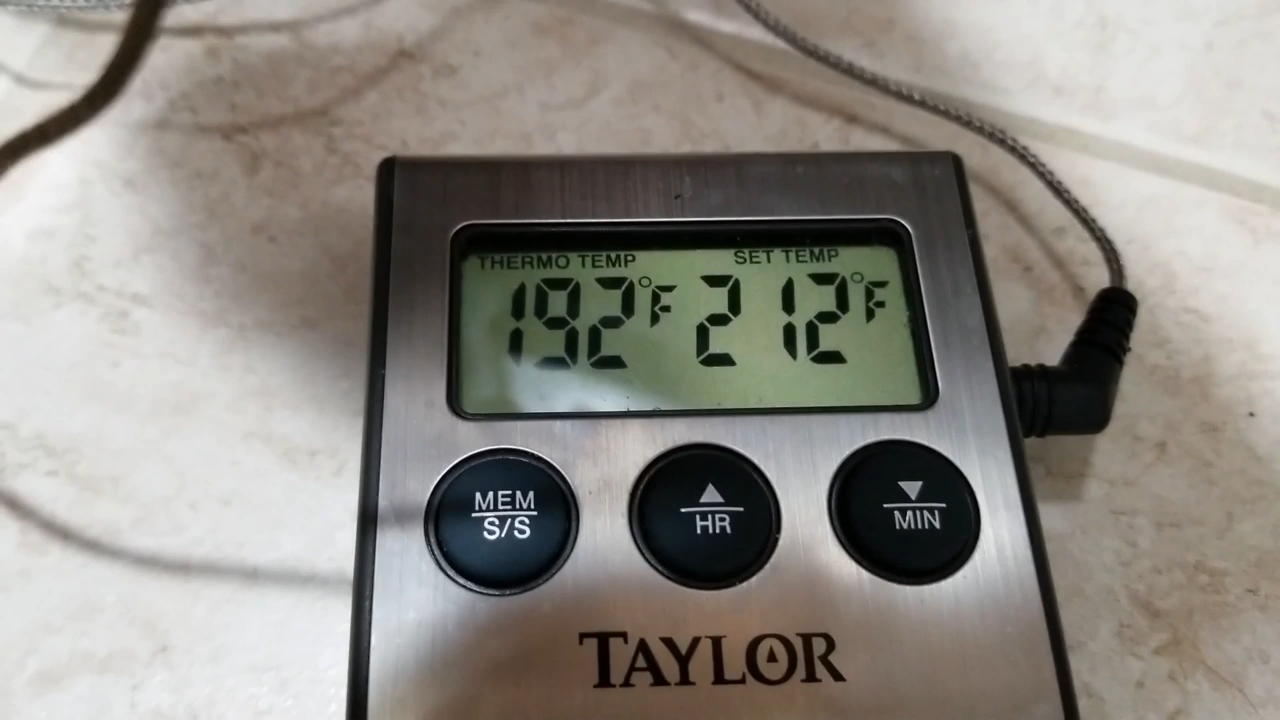 THERMO TEMP SET TEMP
192°F 212°F
MEM ▲ ▼
S/S HR MIN
TAYLOR